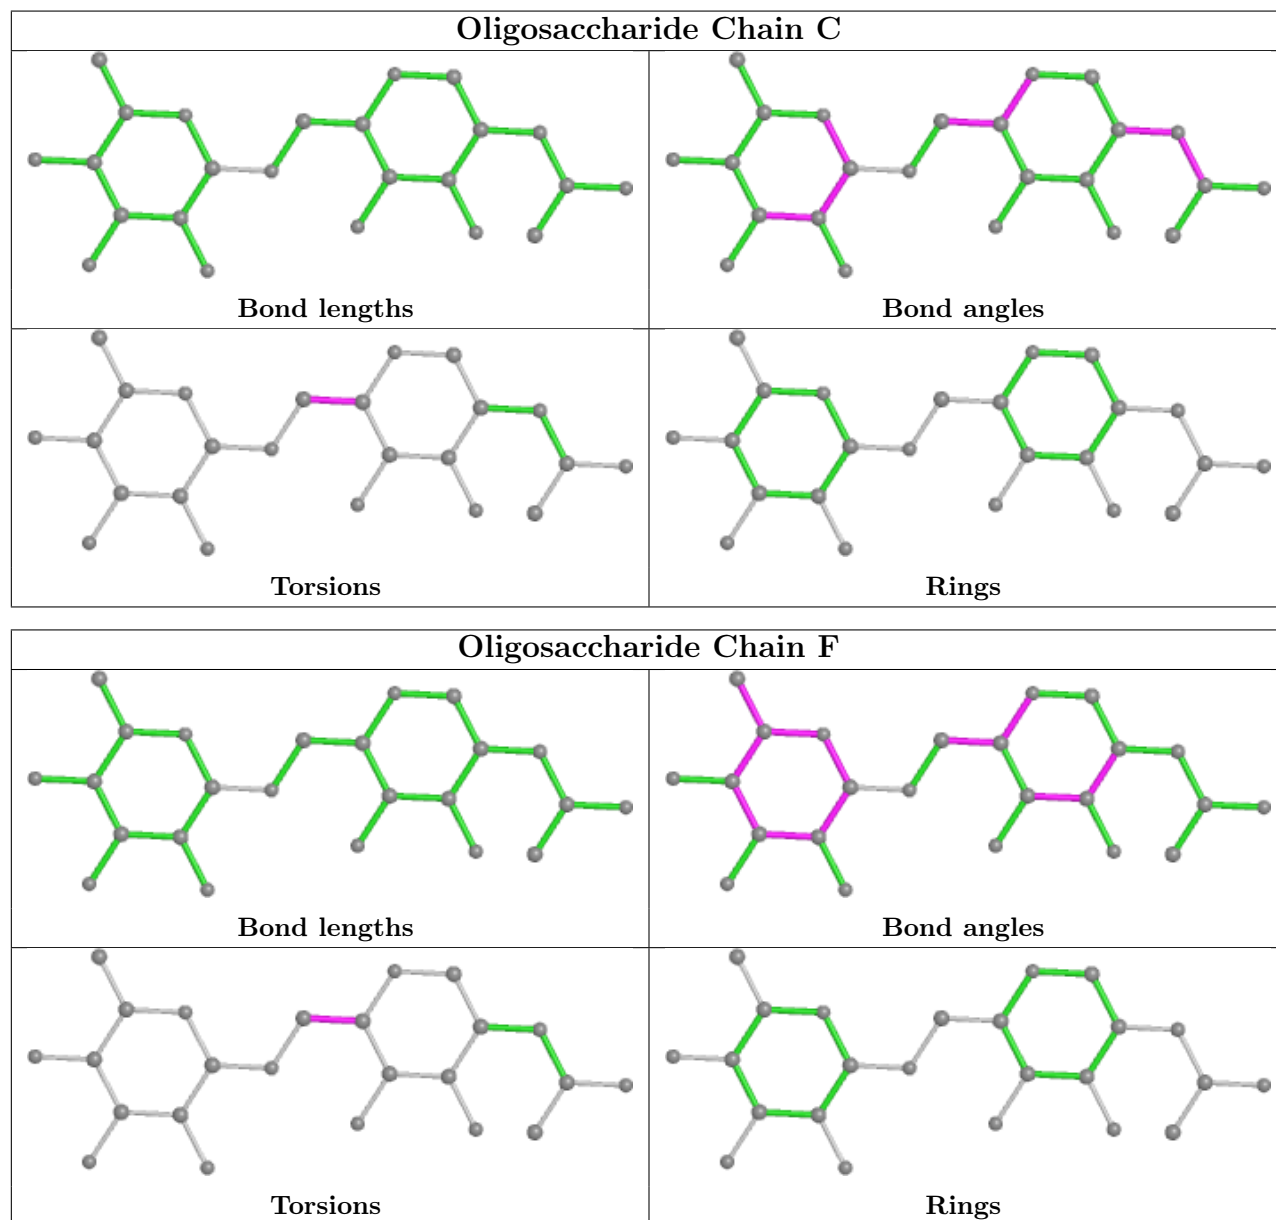 Oligosaccharide Chain C
Bond lengths
Bond angles
Torsions
Rings
Oligosaccharide Chain F
Bond lengths
Bond angles
Torsions
Rings